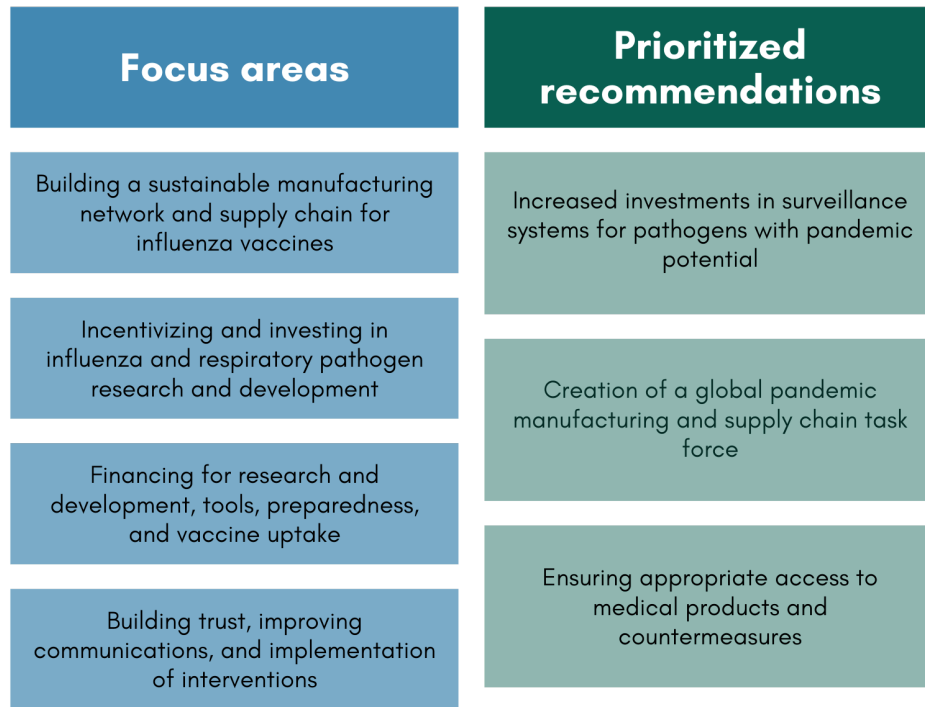 Focus areas
Building a sustainable manufacturing
network and supply chain for
influenza vaccines
Incentivizing and investing in
influenza and respiratory pathogen
research and development
Financing for research and
development, tools, preparedness,
and vaccine uptake
Building trust, improving
communications, and implementation
of interventions
Prioritized
recommendations
Increased investments in surveillance
systems for pathogens with pandemic
potential
Creation of a global pandemic
manufacturing and supply chain task
force
Ensuring appropriate access to
medical products and
countermeasures